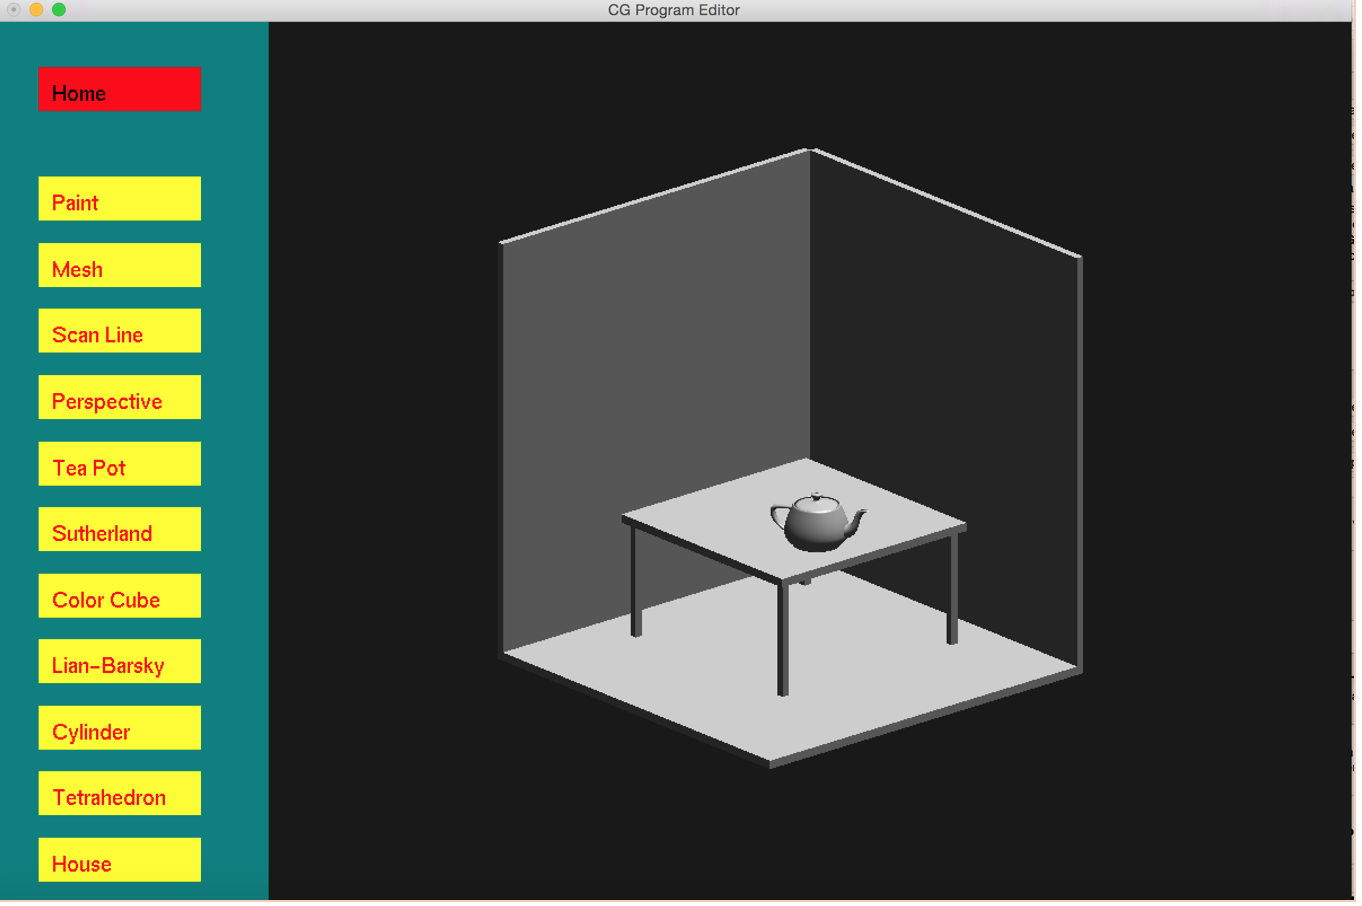 CG Program Editor
Home
Paint
Mesh
Scan Line
Perspective
Tea Pot
Sutherland
Color Cube
Lian-Barsky
Cylinder
Tetrahedron
House